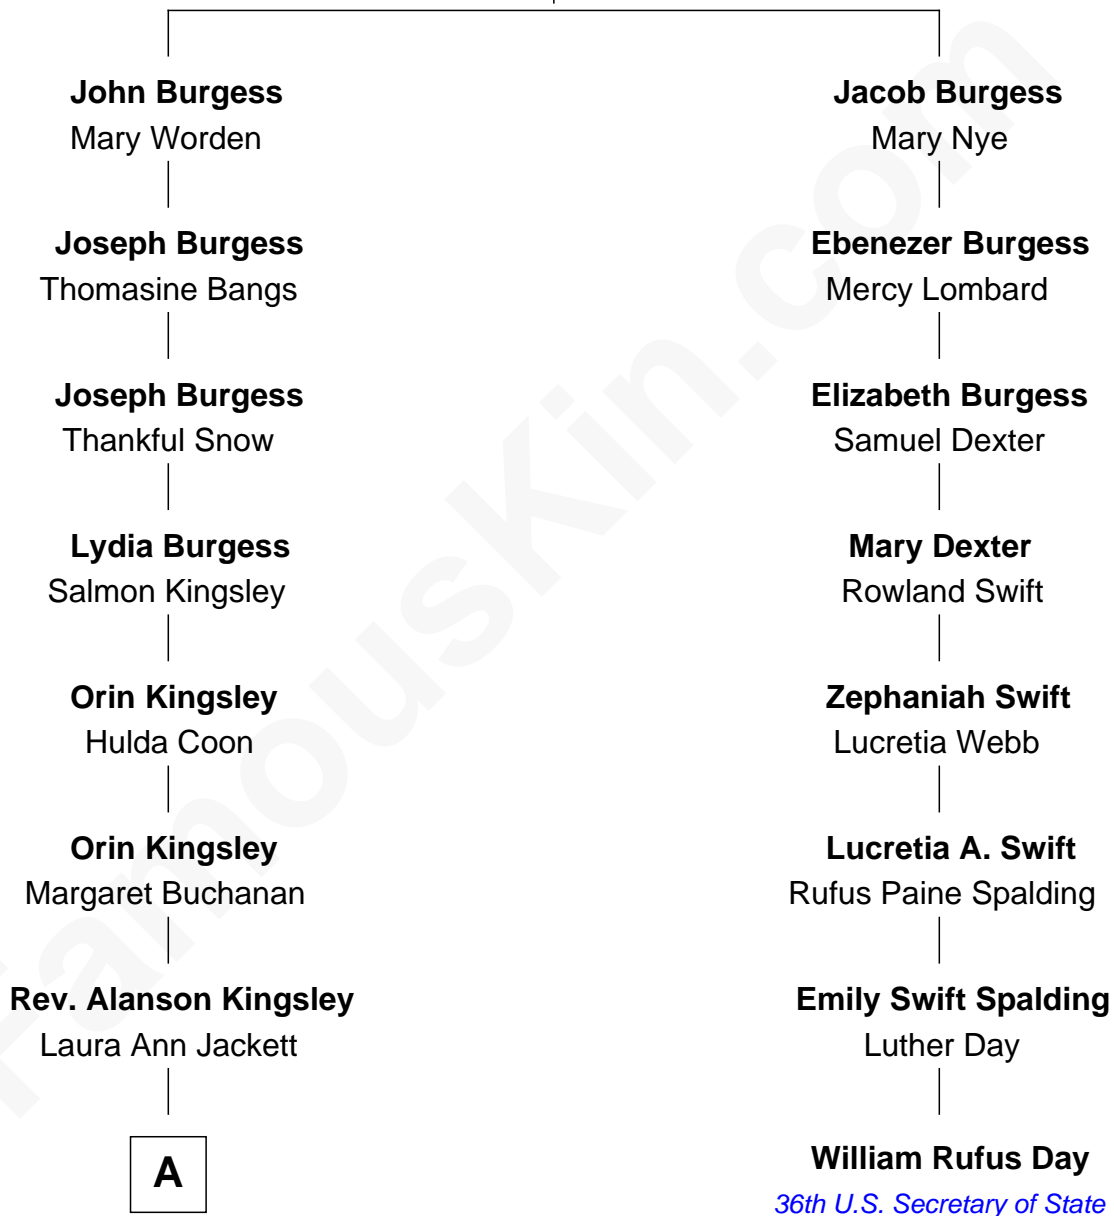 John Burgess
Mary Worden
Jacob Burgess
Mary Nye
Joseph Burgess
Thomasine Bangs
Ebenezer Burgess
Mercy Lombard
Joseph Burgess
Thankful Snow
Elizabeth Burgess
Samuel Dexter
Lydia Burgess
Salmon Kingsley
Mary Dexter
Rowland Swift
Orin Kingsley
Hulda Coon
Zephaniah Swift
Lucretia Webb
Orin Kingsley
Margaret Buchanan
Lucretia A. Swift
Rufus Paine Spalding
Rev. Alanson Kingsley
Laura Ann Jackett
Emily Swift Spalding
Luther Day
A
William Rufus Day
36th U.S. Secretary of State
FamousKin.com